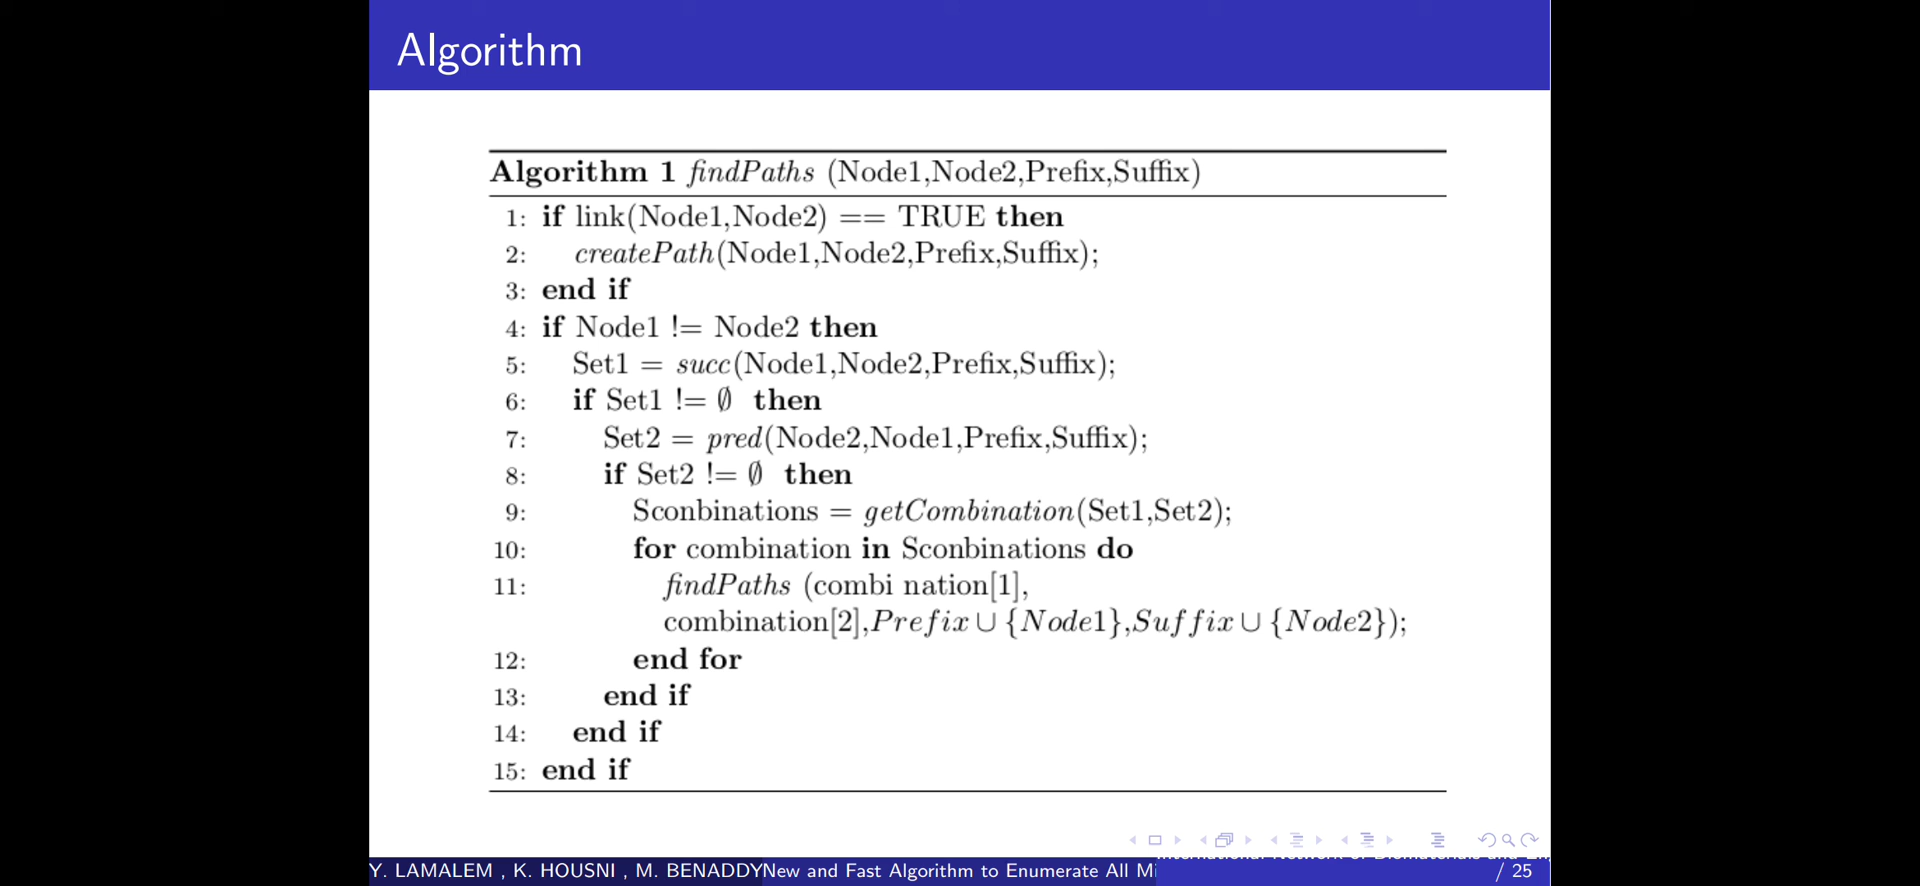 Algorithm
Algorithm 1 findPaths (Node1,Node2,Prefix,Suffix)
1: if link(Node1,Node2) == TRUE then
2: createPath(Node1,Node2,Prefix,Suffix);
3: end if
4: if Node1 != Node2 then
5: Set1 = succ(Node1,Node2,Prefix,Suffix);
6: if Set1 != ∅ then
7: Set2 = pred(Node2,Node1,Prefix,Suffix);
8: if Set2 != ∅ then
9: Sconbinations = getCombination(Set1,Set2);
10: for combination in Sconbinations do
11: findPaths (combi nation[1],
combination[2],Prefix ∪ {Node1},Suffix ∪ {Node2});
12: end for
13: end if
14: end if
15: end if
Y. LAMALEM , K. HOUSNI , M. BENADDY New and Fast Algorithm to Enumerate All Mi / 25